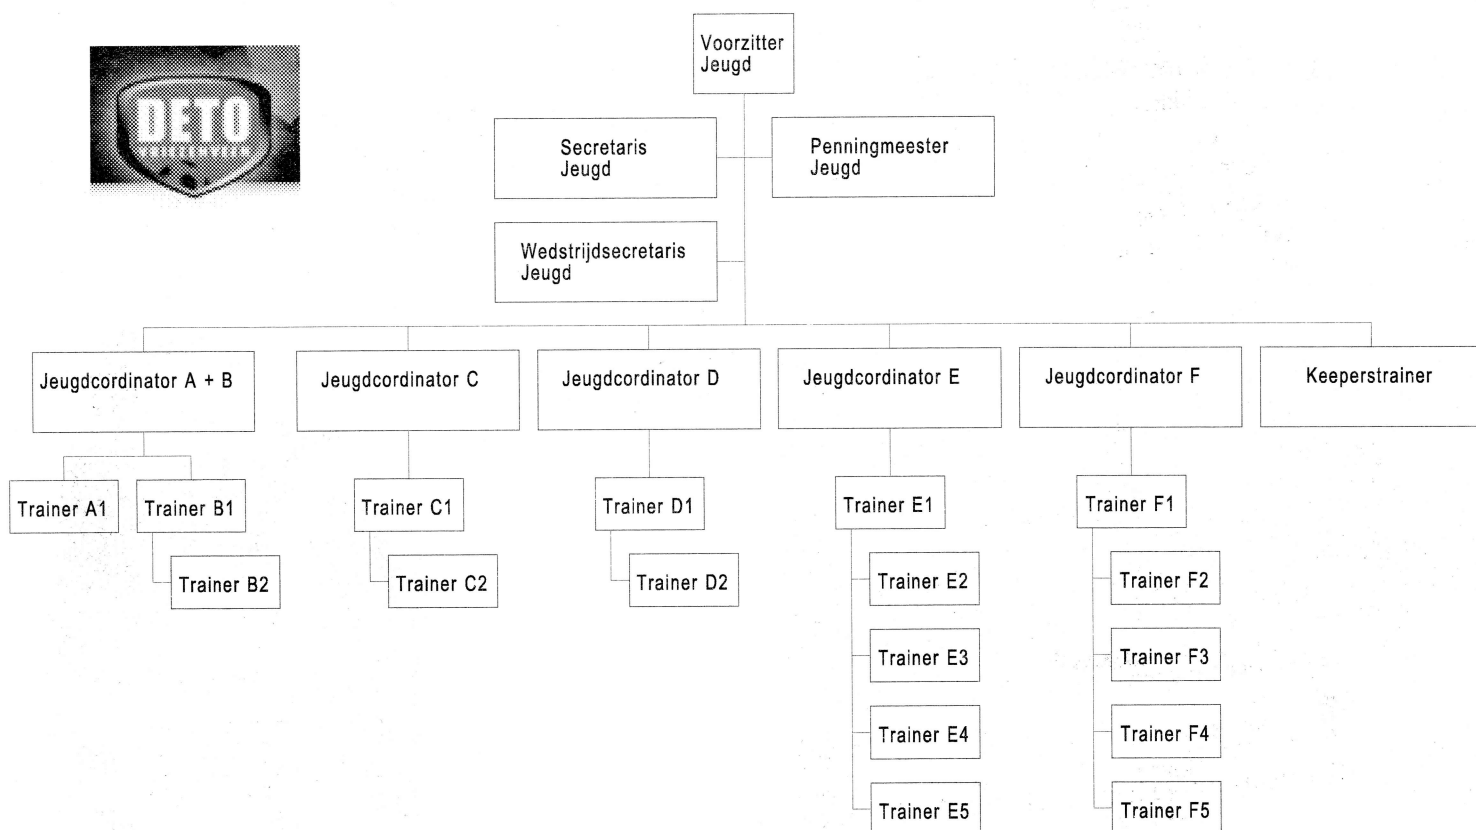 Voorzitter
Jeugd
DETO
Secretaris
Jeugd
Penningmeester
Jeugd
Wedstrijdsecretaris
Jeugd
Jeugdcordinator A + B
Jeugdcordinator C
Jeugdcordinator D
Jeugdcordinator E
Jeugdcordinator F
Keeperstrainer
Trainer A1
Trainer B1
Trainer C1
Trainer D1
Trainer E1
Trainer F1
Trainer B2
Trainer C2
Trainer D2
Trainer E2
Trainer F2
Trainer E3
Trainer F3
Trainer E4
Trainer F4
Trainer E5
Trainer F5